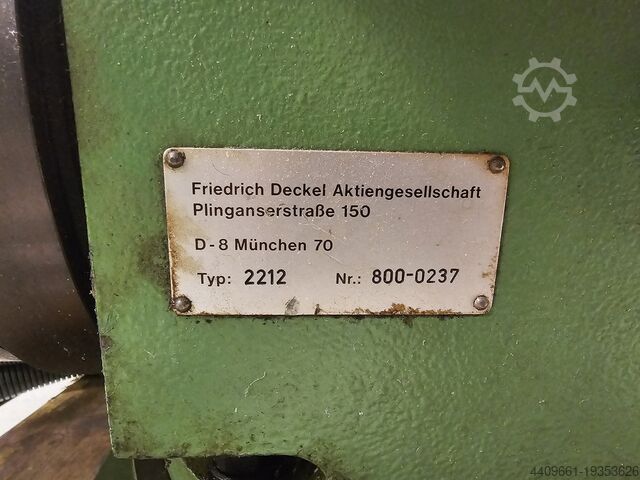 Friedrich Deckel Aktiengesellschaft
Plinganserstraße 150
D-8 München 70
Typ: 2212 Nr.: 800-0237
4409661-19353626